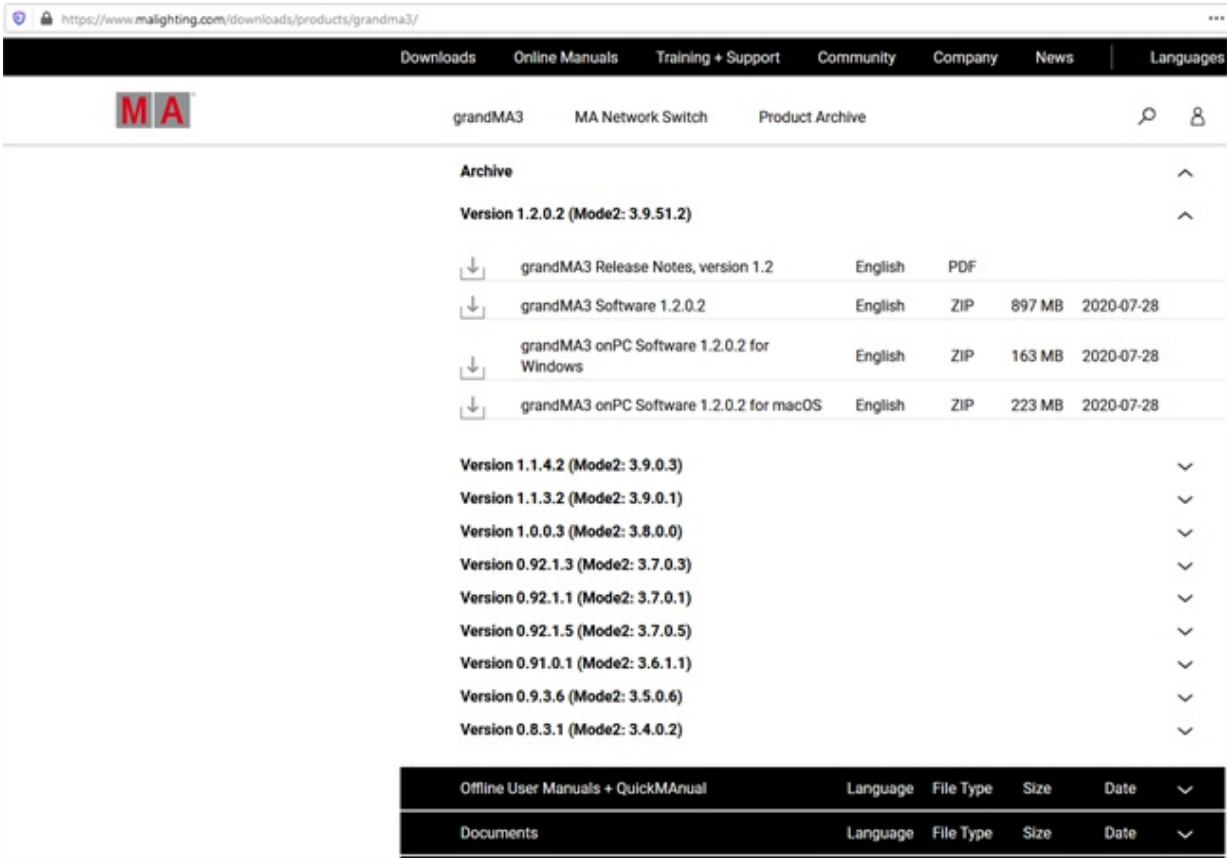 https://www.malighting.com/downloads/products/grandma3/
Downloads Online Manuals Training + Support Community Company News Languages
MA grandMA3 MA Network Switch Product Archive
Archive
Version 1.2.0.2 (Mode2: 3.9.51.2)
grandMA3 Release Notes, version 1.2 English PDF
grandMA3 Software 1.2.0.2 English ZIP 897 MB 2020-07-28
grandMA3 onPC Software 1.2.0.2 for
Windows English ZIP 163 MB 2020-07-28
grandMA3 onPC Software 1.2.0.2 for macOS English ZIP 223 MB 2020-07-28
Version 1.1.4.2 (Mode2: 3.9.0.3)
Version 1.1.3.2 (Mode2: 3.9.0.1)
Version 1.0.0.3 (Mode2: 3.8.0.0)
Version 0.92.1.3 (Mode2: 3.7.0.3)
Version 0.92.1.1 (Mode2: 3.7.0.1)
Version 0.92.1.5 (Mode2: 3.7.0.5)
Version 0.91.0.1 (Mode2: 3.6.1.1)
Version 0.9.3.6 (Mode2: 3.5.0.6)
Version 0.8.3.1 (Mode2: 3.4.0.2)
Offline User Manuals + QuickMAnual Language File Type Size Date
Documents Language File Type Size Date